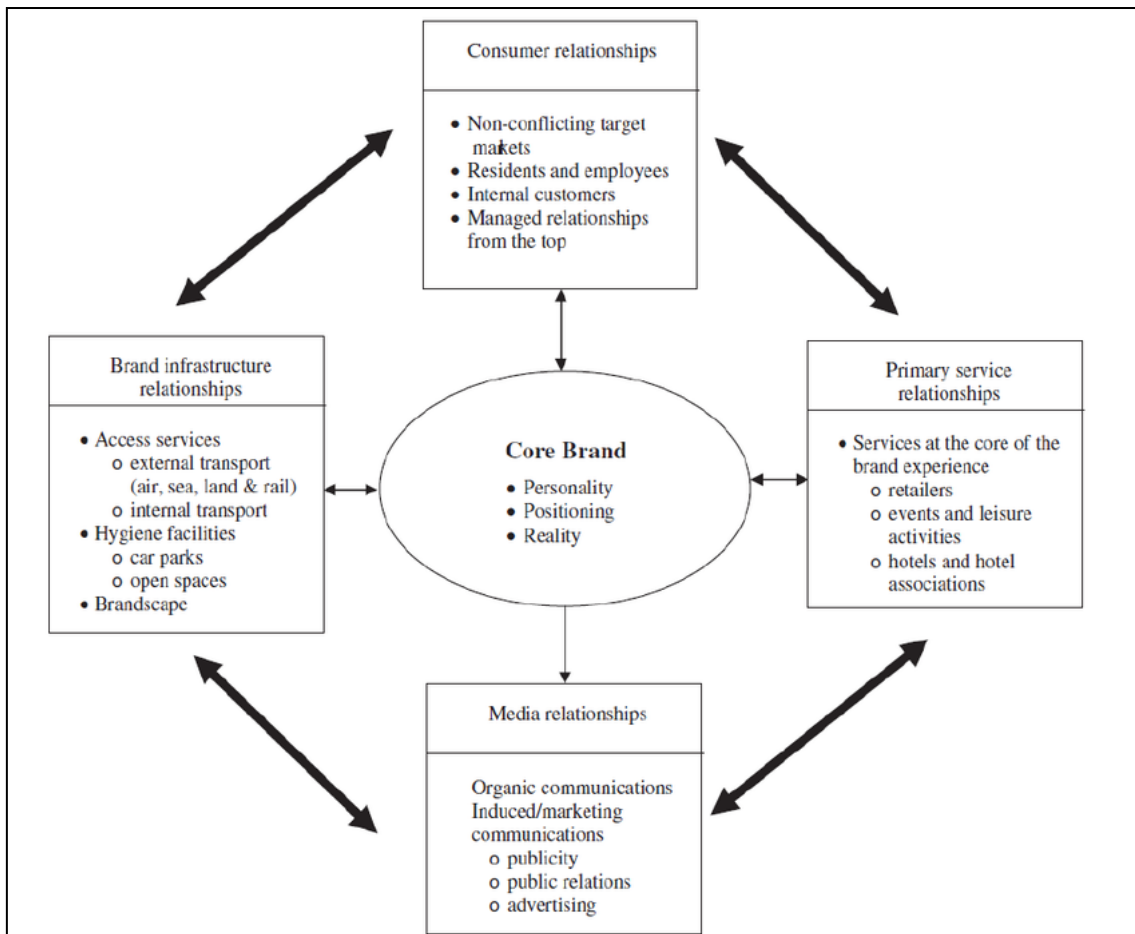 Consumer relationships
• Non-conflicting target
markets
• Residents and employees
• Internal customers
• Managed relationships
from the top
Brand infrastructure
relationships
• Access services
o external transport
(air, sea, land & rail)
o internal transport
• Hygiene facilities
o car parks
o open spaces
• Brandscape
Core Brand
• Personality
• Positioning
• Reality
Primary service
relationships
• Services at the core of the
brand experience
o retailers
o events and leisure
activities
o hotels and hotel
associations
Media relationships
Organic communications
Induced/marketing
communications
o publicity
o public relations
o advertising